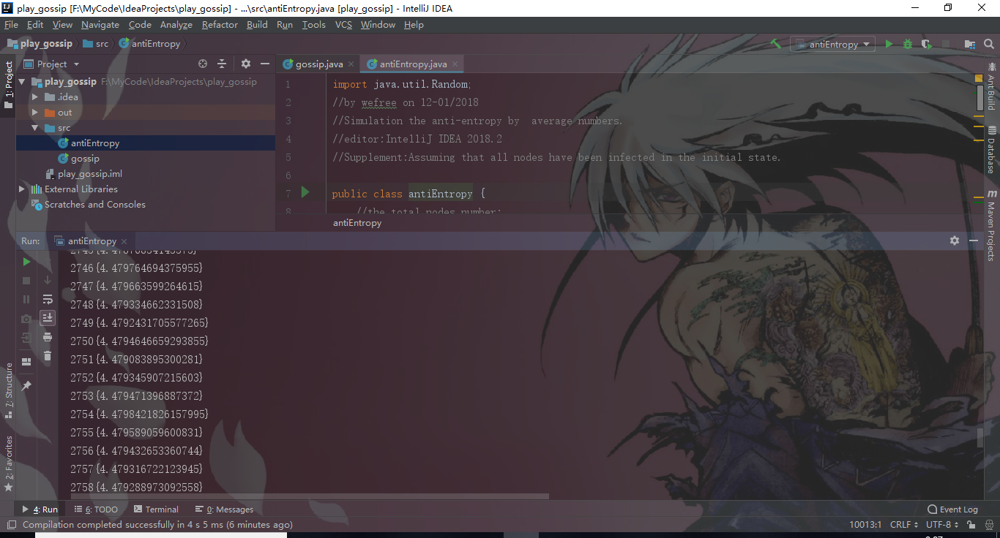 play_gossip [F:\MyCode\IdeaProjects\play_gossip] - ...\src\antiEntropy.java [play_gossip] - IntelliJ IDEA
File Edit View Navigate Code Analyze Refactor Build Run Tools VCS Window Help
play_gossip src antiEntropy
antiEntropy
1: Project
Project
play_gossip F:\MyCode\IdeaProjects\play_gossip
.idea
out
src
antiEntropy
gossip
play_gossip.iml
External Libraries
Scratches and Consoles
gossip.java antiEntropy.java
1 import java.util.Random;
2 //by wefree on 12-01/2018
3 //Simulation the anti-entropy by  average numbers.
4 //editor:IntelliJ IDEA 2018.2
5 //Supplement:Assuming that all nodes have been infected in the initial state.
6
7 public class antiEntropy {
8 //the total nodes number;
antiEntropy
Ant Build
Database
Maven Projects
Run: antiEntropy
2746{4.479764694375955}
2747{4.479663599264615}
2748{4.479334662331508}
2749{4.4792431705577265}
2750{4.4794646659293855}
2751{4.479083895300281}
2752{4.479345907215603}
2753{4.479471396887372}
2754{4.4798421826157995}
2755{4.479589059600831}
2756{4.479432653360744}
2757{4.479316722123945}
2758{4.479288973092558}
7: Structure
2: Favorites
4: Run 6: TODO Terminal 0: Messages Event Log
Compilation completed successfully in 4 s 5 ms (6 minutes ago) 10013:1 CRLF UTF-8